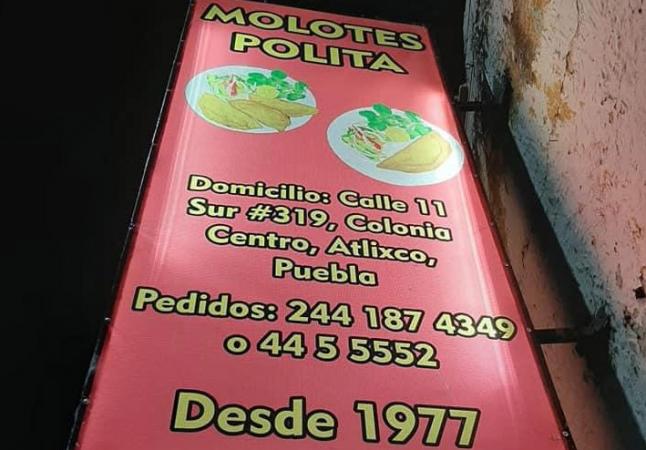 MOLOTES
POLITA
Domicilio: Calle 11
Sur #319, Colonia
Centro, Atlixco,
Puebla
Pedidos: 244 187 4349
o 44 5 5552
Desde 1977